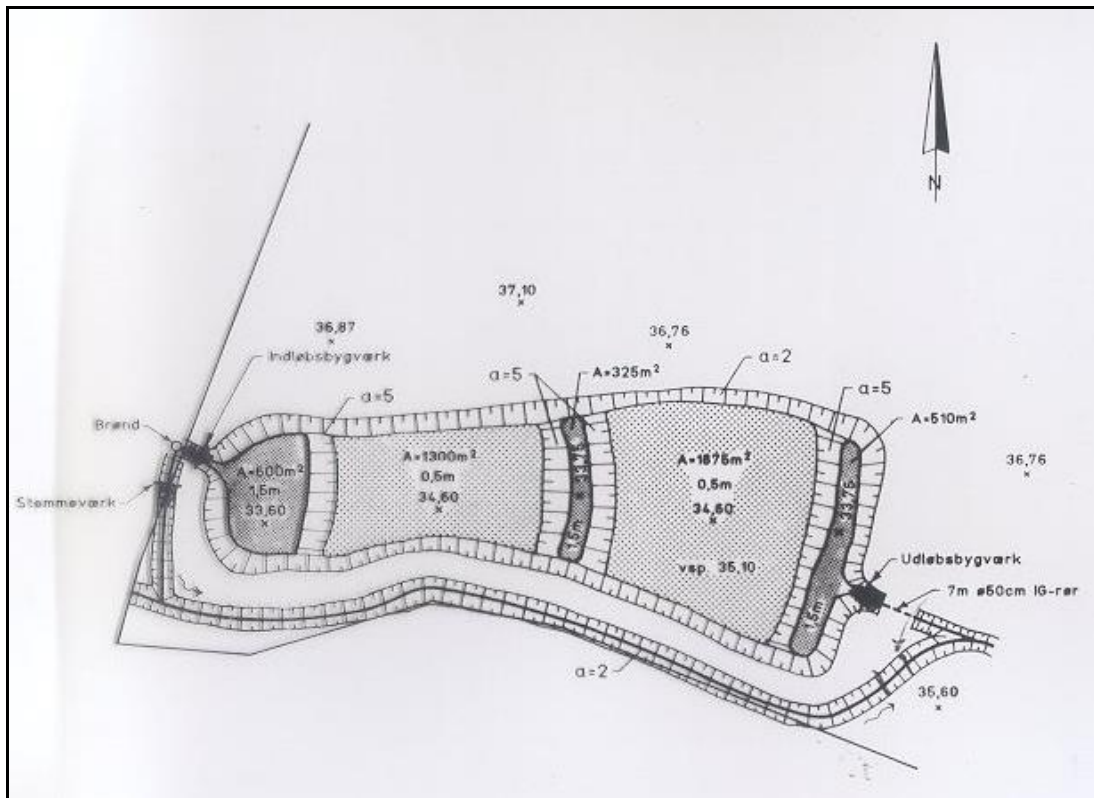 N
37,10
36,87
36,76
Indløbsbygværk
a=2
A=325m²
a=5
a=5
a=5
A=510m²
Brønd
A=600m²
1,5m
33,60
A=1300m²
0,5m
34,60
33,75
1,5m
A=1875m²
0,5m
34,60
vsp. 35,10
33,75
1,5m
36,76
Stemmeværk
Udløbsbygværk
7m ø50cm IG-rør
a=2
35,60